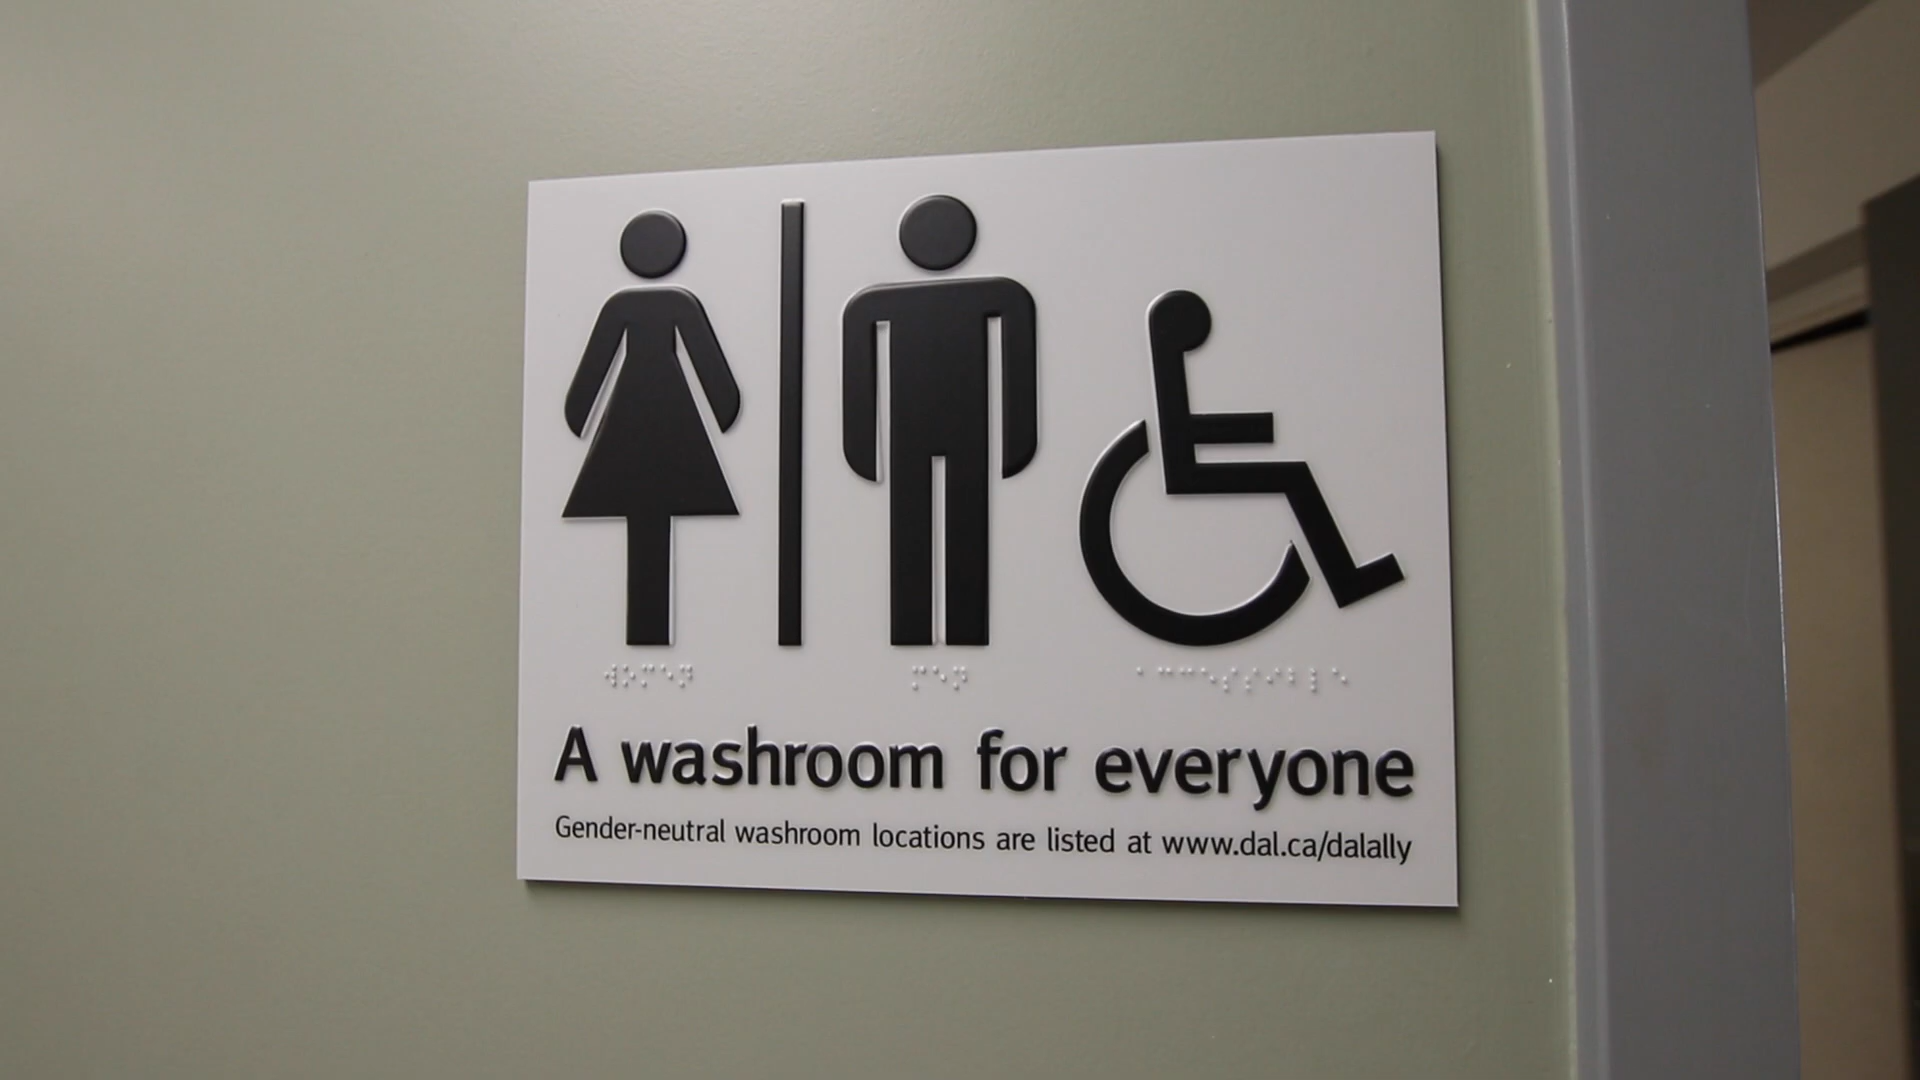 ⠺⠕⠍⠑⠝ ⠍⠑⠝ ⠁⠉⠉⠑⠎⠎⠊⠃⠇⠑
A washroom for everyone
Gender-neutral washroom locations are listed at www.dal.ca/dalally